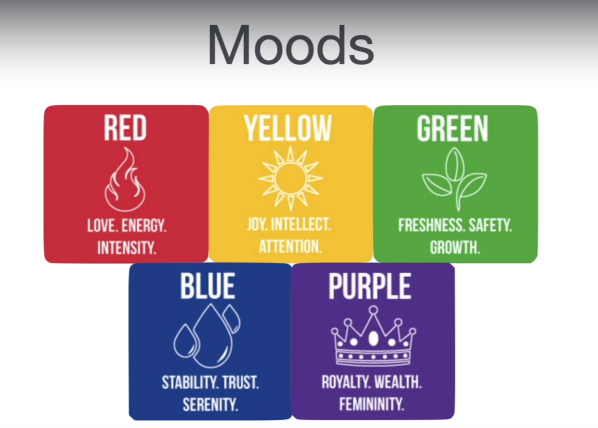 Moods
RED
LOVE. ENERGY.
INTENSITY.
YELLOW
JOY. INTELLECT.
ATTENTION.
GREEN
FRESHNESS. SAFETY.
GROWTH.
BLUE
STABILITY. TRUST.
SERENITY.
PURPLE
ROYALTY. WEALTH.
FEMININITY.